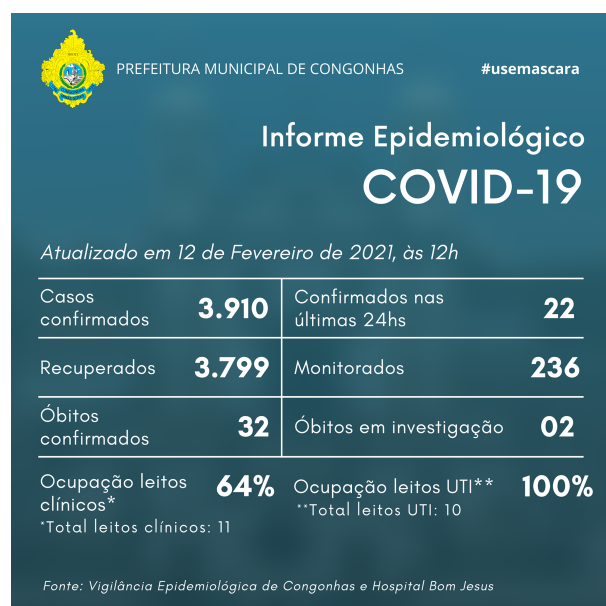 PREFEITURA MUNICIPAL DE CONGONHAS
#usemascara
Informe Epidemiológico
COVID-19
Atualizado em 12 de Fevereiro de 2021, às 12h
Casos
confirmados
3.910
Confirmados nas
últimas 24hs
22
Recuperados
3.799
Monitorados
236
Óbitos
confirmados
32
Óbitos em investigação
02
Ocupação leitos
clínicos*
64%
*Total leitos clínicos: 11
Ocupação leitos UTI**
100%
**Total leitos UTI: 10
Fonte: Vigilância Epidemiológica de Congonhas e Hospital Bom Jesus